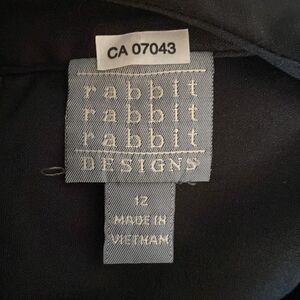 CA 07043
rabbit
rabbit
rabbit
DESIGNS
12
MADE IN
VIETNAM